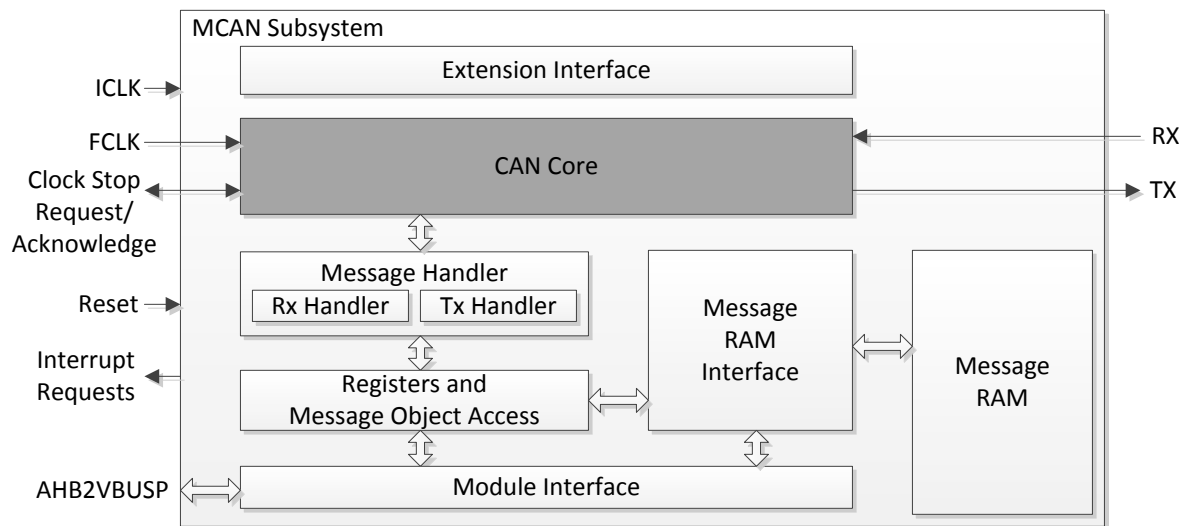 MCAN Subsystem
Extension Interface
ICLK
FCLK
CAN Core
RX
Clock Stop
Request/
Acknowledge
TX
Message Handler
Rx Handler
Tx Handler
Reset
Message
RAM
Interface
Message
RAM
Interrupt
Requests
Registers and
Message Object Access
AHB2VBUSP
Module Interface